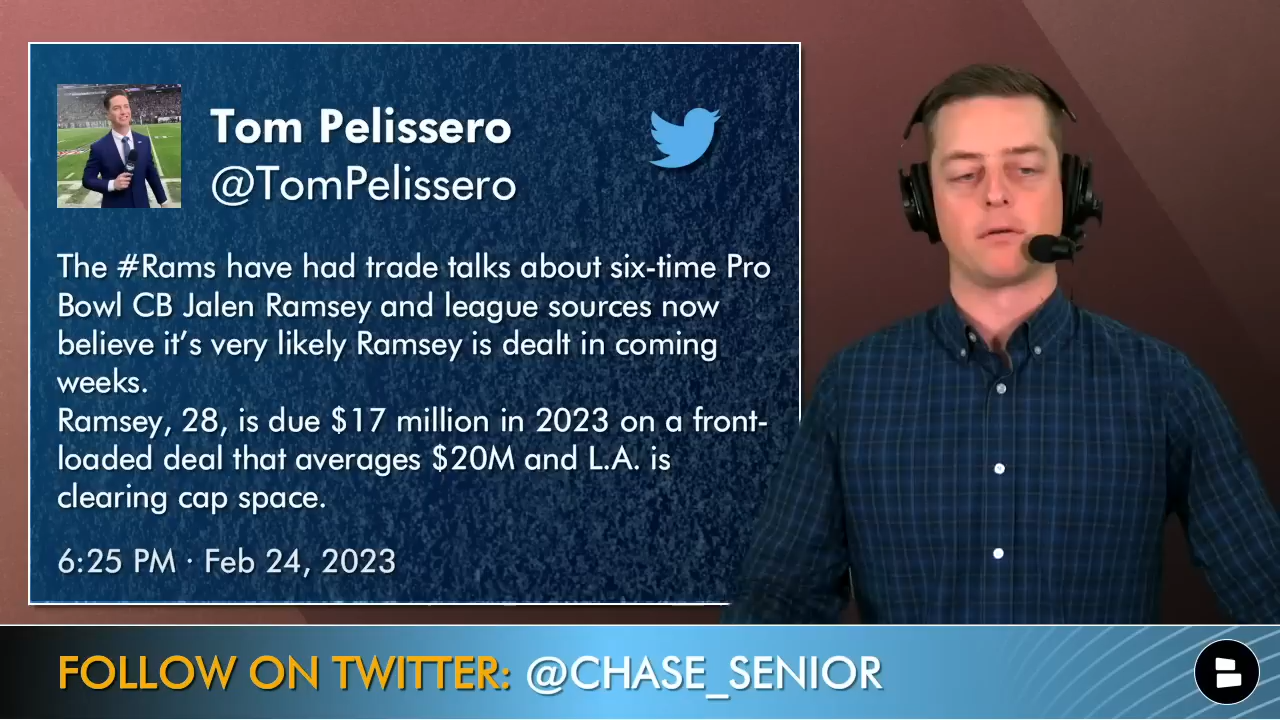 Tom Pelissero
@TomPelissero
The #Rams have had trade talks about six-time Pro
Bowl CB Jalen Ramsey and league sources now
believe it’s very likely Ramsey is dealt in coming
weeks.
Ramsey, 28, is due $17 million in 2023 on a front-
loaded deal that averages $20M and L.A. is
clearing cap space.
6:25 PM · Feb 24, 2023
FOLLOW ON TWITTER: @CHASE_SENIOR